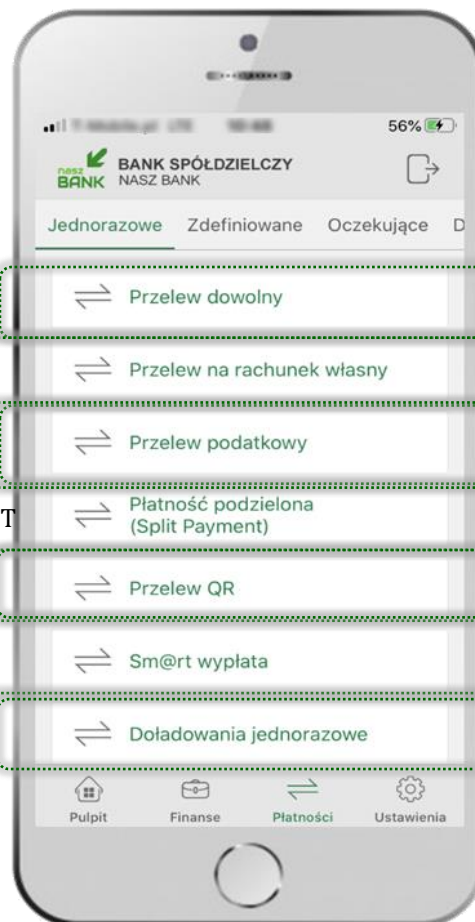 56%
nasz
BANK
BANK SPÓŁDZIELCZY
NASZ BANK
Jednorazowe Zdefiniowane Oczekujące D
Przelew dowolny
Przelew na rachunek własny
Przelew podatkowy
T
Płatność podzielona
(Split Payment)
Przelew QR
Sm@rt wypłata
Doładowania jednorazowe
Pulpit Finanse Płatności Ustawienia